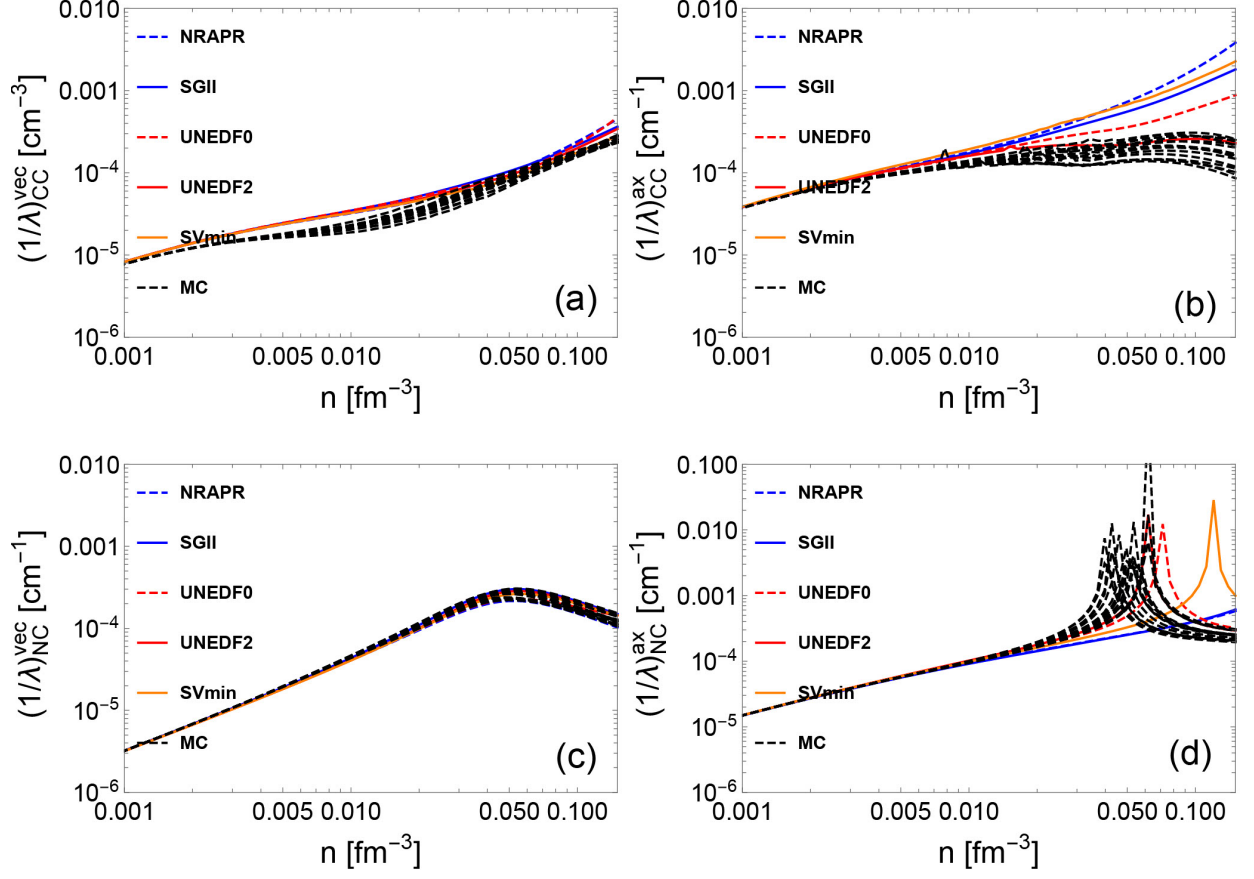 0.010
0.001
10⁻⁴
10⁻⁵
10⁻⁶
(1/λ)CCvec [cm⁻³]
NRAPR
SGII
UNEDF0
UNEDF2
SVmin
MC
(a)
0.001 0.005 0.010 0.050 0.100
n [fm⁻³]
0.010
0.001
10⁻⁴
10⁻⁵
10⁻⁶
(1/λ)CCax [cm⁻¹]
NRAPR
SGII
UNEDF0
UNEDF2
SVmin
MC
(b)
0.001 0.005 0.010 0.050 0.100
n [fm⁻³]
0.010
0.001
10⁻⁴
10⁻⁵
10⁻⁶
(1/λ)NCvec [cm⁻¹]
NRAPR
SGII
UNEDF0
UNEDF2
SVmin
MC
(c)
0.001 0.005 0.010 0.050 0.100
n [fm⁻³]
0.100
0.010
0.001
10⁻⁴
10⁻⁵
10⁻⁶
(1/λ)NCax [cm⁻¹]
NRAPR
SGII
UNEDF0
UNEDF2
SVmin
MC
(d)
0.001 0.005 0.010 0.050 0.100
n [fm⁻³]